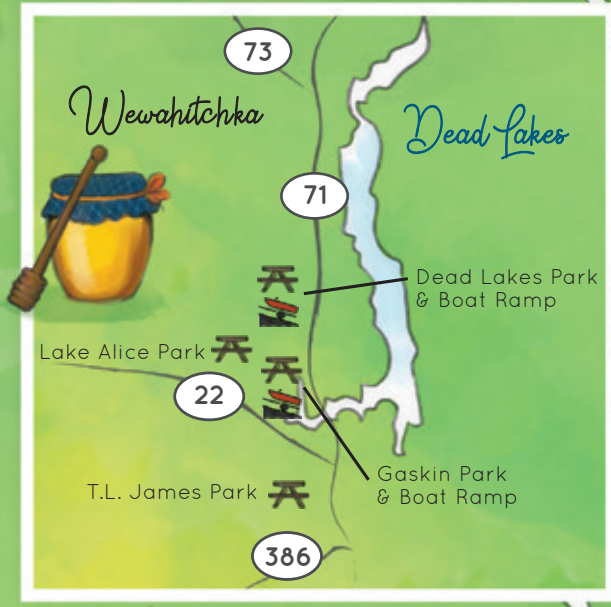 73
Wewahitchka
Dead Lakes
71
Dead Lakes Park
& Boat Ramp
Lake Alice Park
22
Gaskin Park
& Boat Ramp
T.L. James Park
386